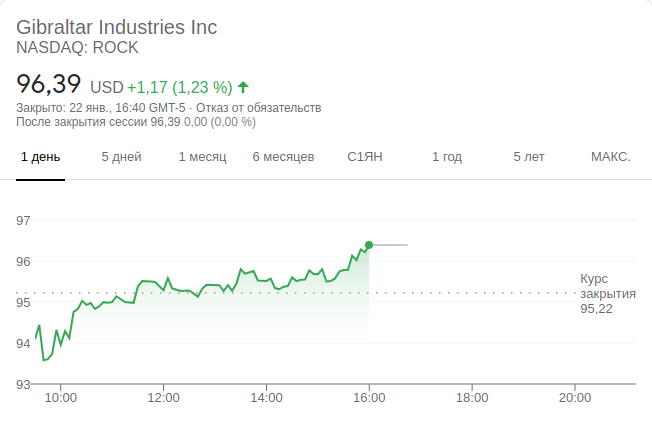 Gibraltar Industries Inc
NASDAQ: ROCK
96,39 USD +1,17 (1,23 %)
Закрыто: 22 янв., 16:40 GMT-5 · Отказ от обязательств
После закрытия сессии 96,39 0,00 (0,00 %)
1 день 5 дней 1 месяц 6 месяцев С1ЯН 1 год 5 лет МАКС.
97
96
Курс
закрытия
95,22
95
94
93
10:00 12:00 14:00 16:00 18:00 20:00